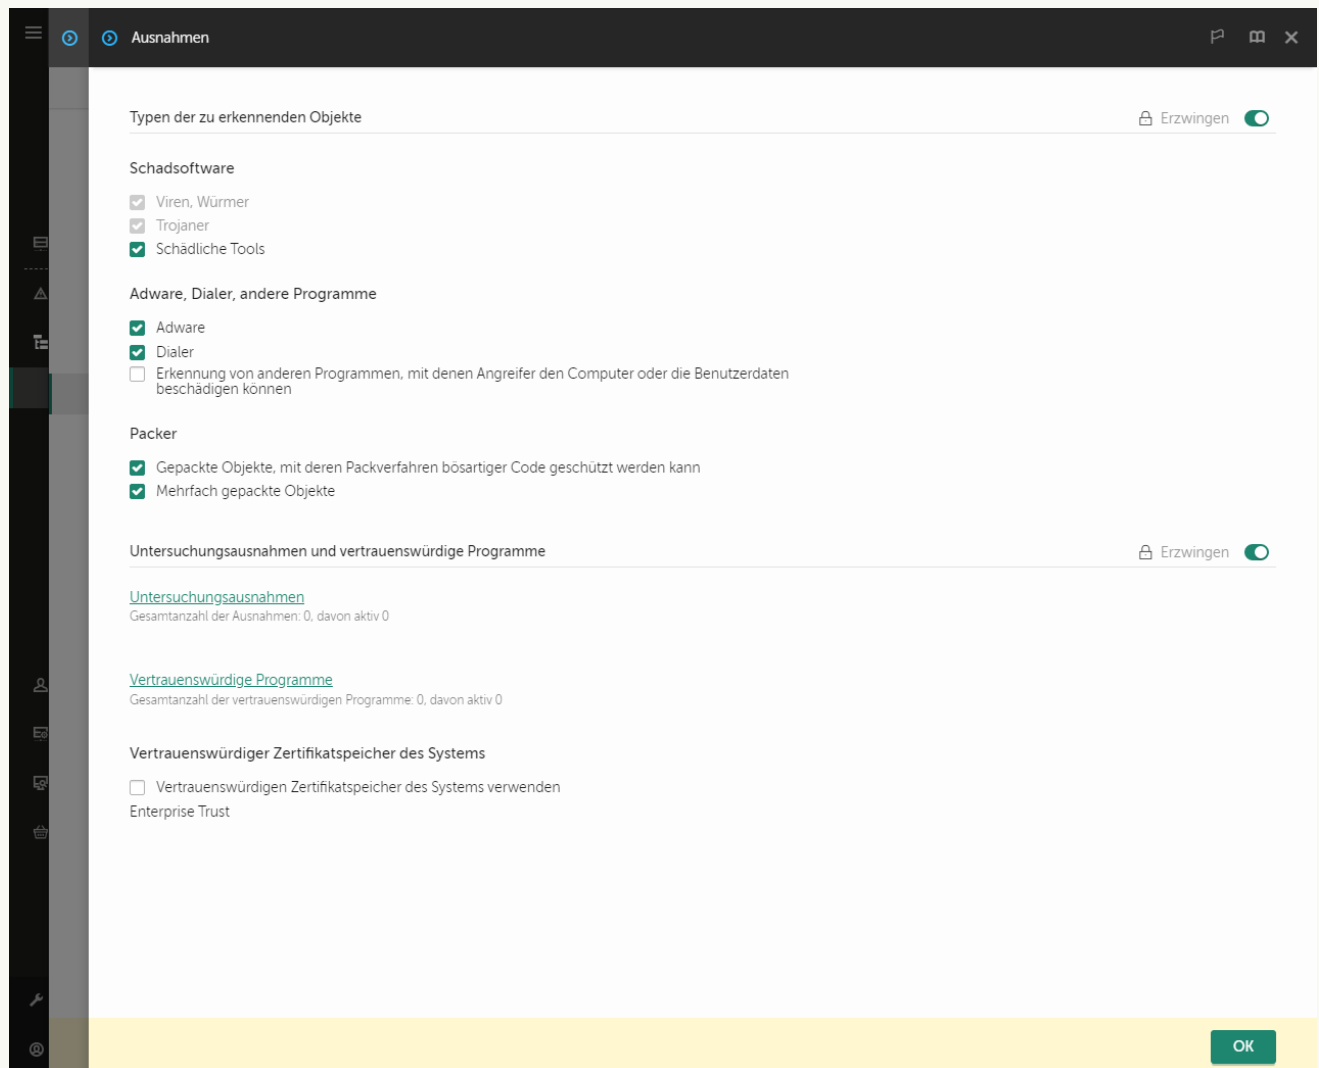 Ausnahmen
Typen der zu erkennenden Objekte
Erzwingen
Schadsoftware
Viren, Würmer
Trojaner
Schädliche Tools
Adware, Dialer, andere Programme
Adware
Dialer
Erkennung von anderen Programmen, mit denen Angreifer den Computer oder die Benutzerdaten
beschädigen können
Packer
Gepackte Objekte, mit deren Packverfahren bösartiger Code geschützt werden kann
Mehrfach gepackte Objekte
Untersuchungsausnahmen und vertrauenswürdige Programme
Erzwingen
Untersuchungsausnahmen
Gesamtanzahl der Ausnahmen: 0, davon aktiv 0
Vertrauenswürdige Programme
Gesamtanzahl der vertrauenswürdigen Programme: 0, davon aktiv 0
Vertrauenswürdiger Zertifikatspeicher des Systems
Vertrauenswürdigen Zertifikatspeicher des Systems verwenden
Enterprise Trust
OK